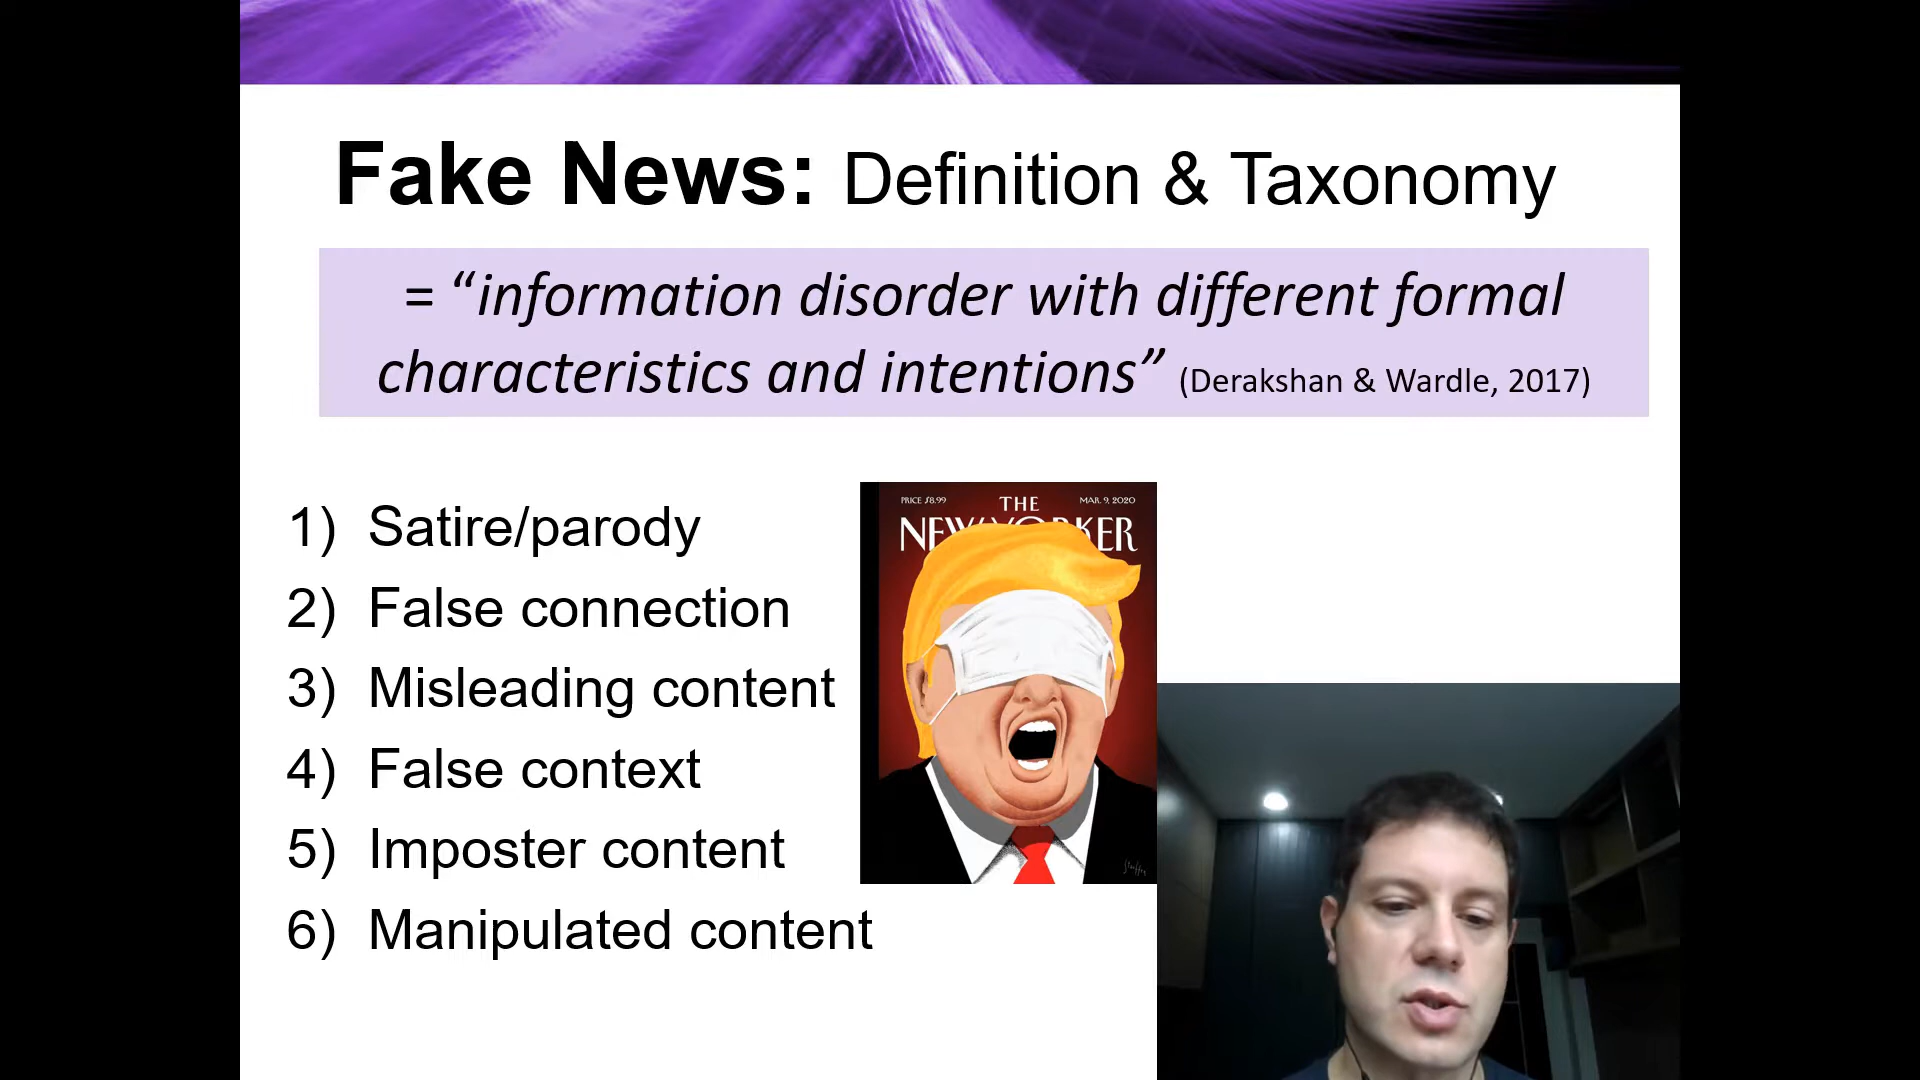 Fake News: Definition & Taxonomy
= “information disorder with different formal
characteristics and intentions” (Derakshan & Wardle, 2017)
1) Satire/parody
2) False connection
3) Misleading content
4) False context
5) Imposter content
6) Manipulated content
PRICE $8.99
THE
MAR. 9, 2020
NEW YORKER